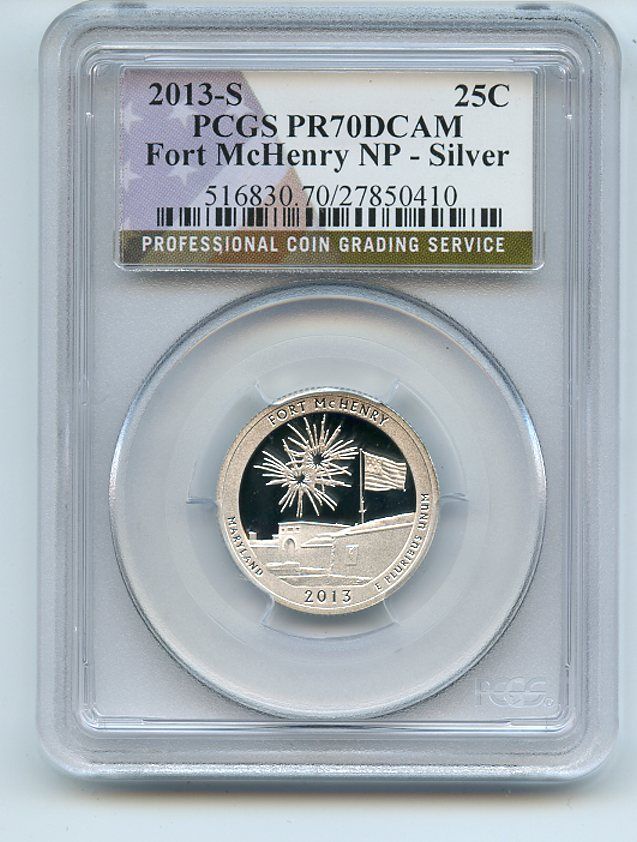 2013-S 25C
PCGS PR70DCAM
Fort McHenry NP - Silver
516830.70/27850410
PROFESSIONAL COIN GRADING SERVICE
FORT McHENRY
MARYLAND
2013
E PLURIBUS UNUM
PCGS®